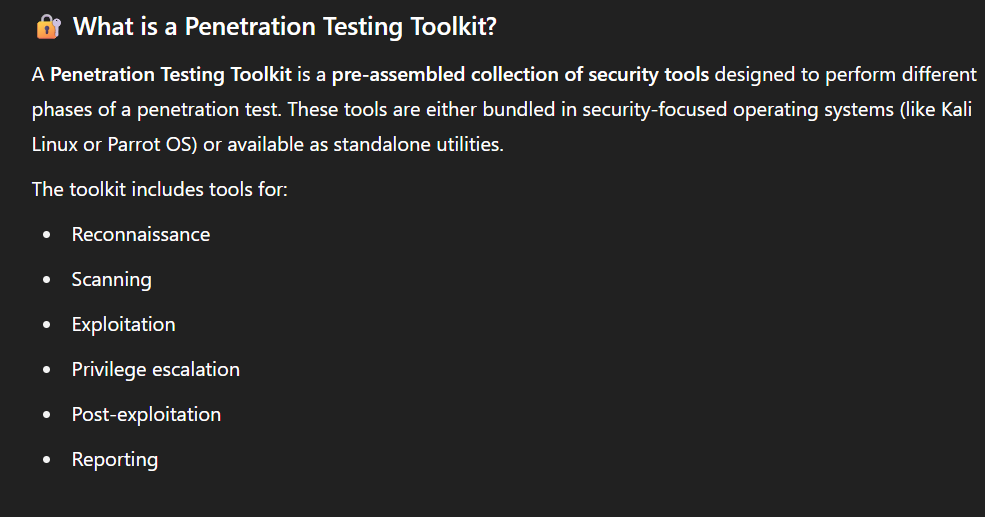 🔐 What is a Penetration Testing Toolkit?
A Penetration Testing Toolkit is a pre-assembled collection of security tools designed to perform different
phases of a penetration test. These tools are either bundled in security-focused operating systems (like Kali
Linux or Parrot OS) or available as standalone utilities.
The toolkit includes tools for:
• Reconnaissance
• Scanning
• Exploitation
• Privilege escalation
• Post-exploitation
• Reporting